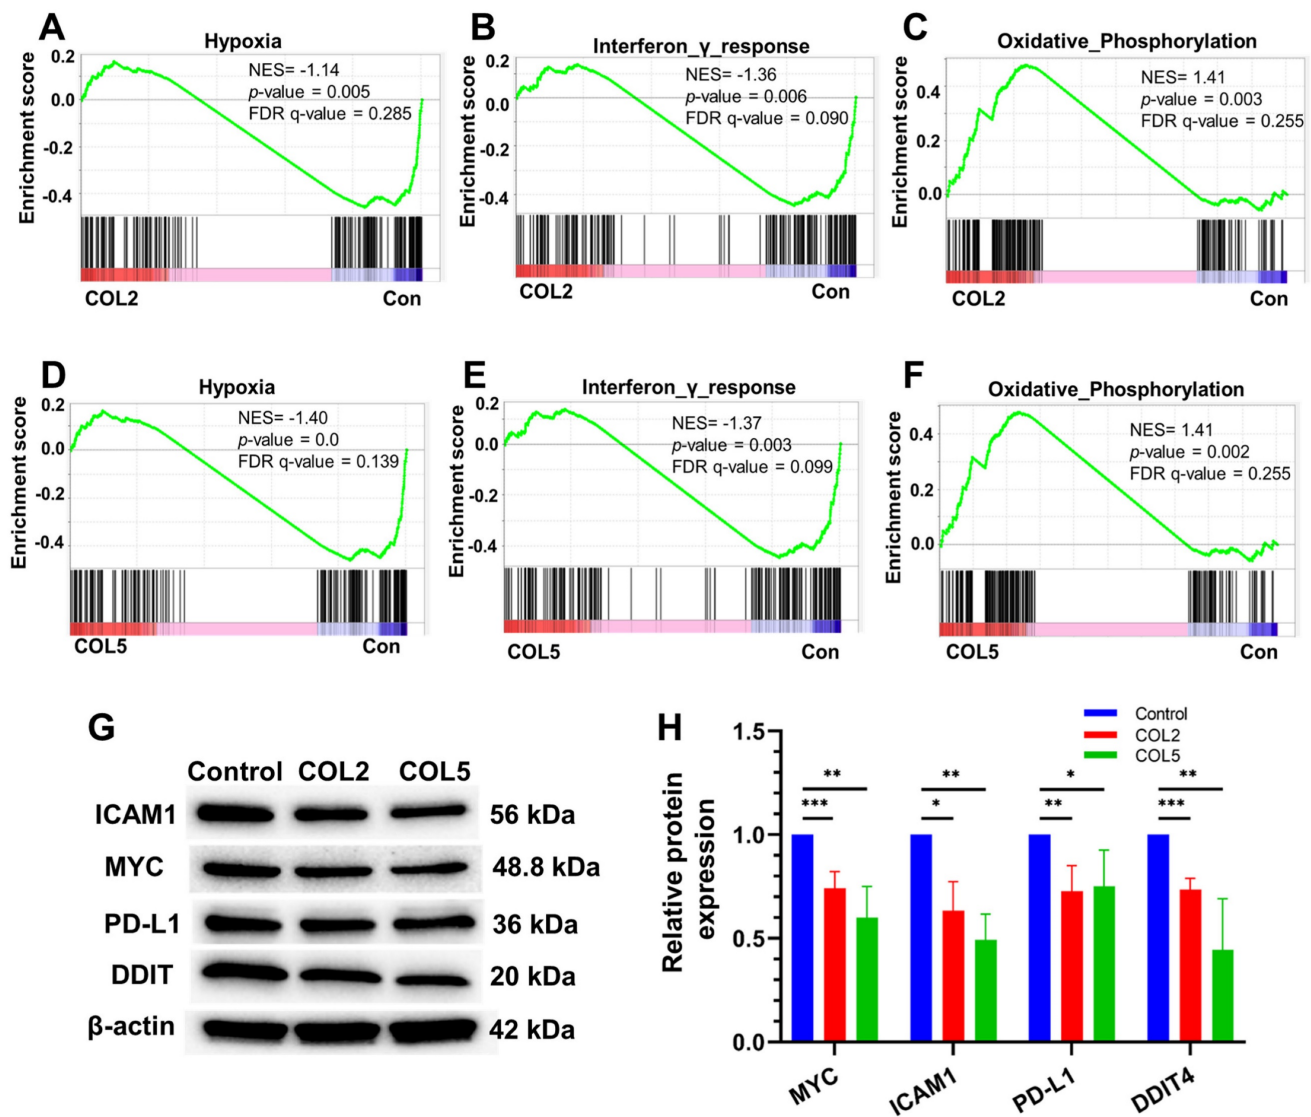 A
Hypoxia
Enrichment score
0.2
0.0
-0.2
-0.4
NES= -1.14
p-value = 0.005
FDR q-value = 0.285
COL2 Con
B
Interferon_γ_response
Enrichment score
0.2
0.0
-0.2
-0.4
NES= -1.36
p-value = 0.006
FDR q-value = 0.090
COL2 Con
C
Oxidative_Phosphorylation
Enrichment score
0.4
0.2
0.0
NES= 1.41
p-value = 0.003
FDR q-value = 0.255
COL2 Con
D
Hypoxia
Enrichment score
0.2
0.0
-0.2
-0.4
NES= -1.40
p-value = 0.0
FDR q-value = 0.139
COL5 Con
E
Interferon_γ_response
Enrichment score
0.2
0.0
-0.2
-0.4
NES= -1.37
p-value = 0.003
FDR q-value = 0.099
COL5 Con
F
Oxidative_Phosphorylation
Enrichment score
0.4
0.2
0.0
NES= 1.41
p-value = 0.002
FDR q-value = 0.255
COL5 Con
G
Control COL2 COL5
ICAM1 56 kDa
MYC 48.8 kDa
PD-L1 36 kDa
DDIT 20 kDa
β-actin 42 kDa
H
Control
COL2
COL5
Relative protein
expression
1.5
1.0
0.5
0.0
** ** * **
*** * ** ***
MYC ICAM1 PD-L1 DDIT4